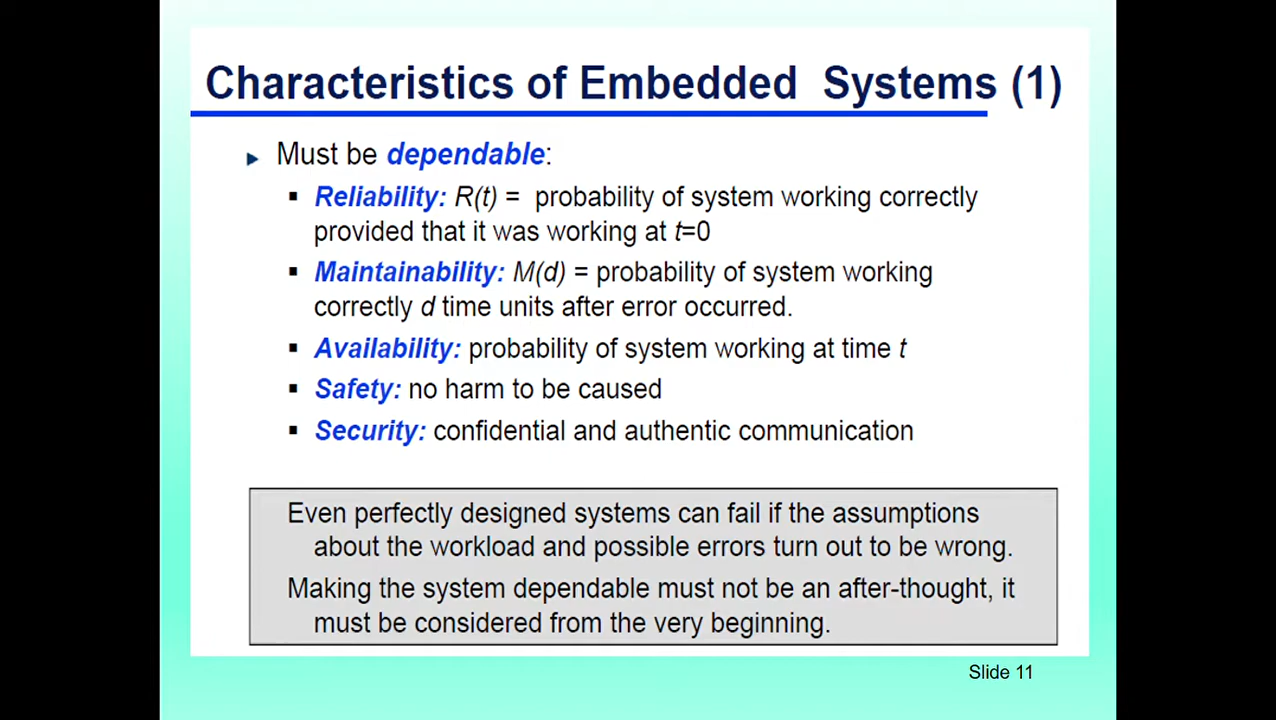 Characteristics of Embedded Systems (1)
Must be dependable:
Reliability: R(t) = probability of system working correctly
provided that it was working at t=0
Maintainability: M(d) = probability of system working
correctly d time units after error occurred.
Availability: probability of system working at time t
Safety: no harm to be caused
Security: confidential and authentic communication
Even perfectly designed systems can fail if the assumptions
about the workload and possible errors turn out to be wrong.
Making the system dependable must not be an after-thought, it
must be considered from the very beginning.
Slide 11